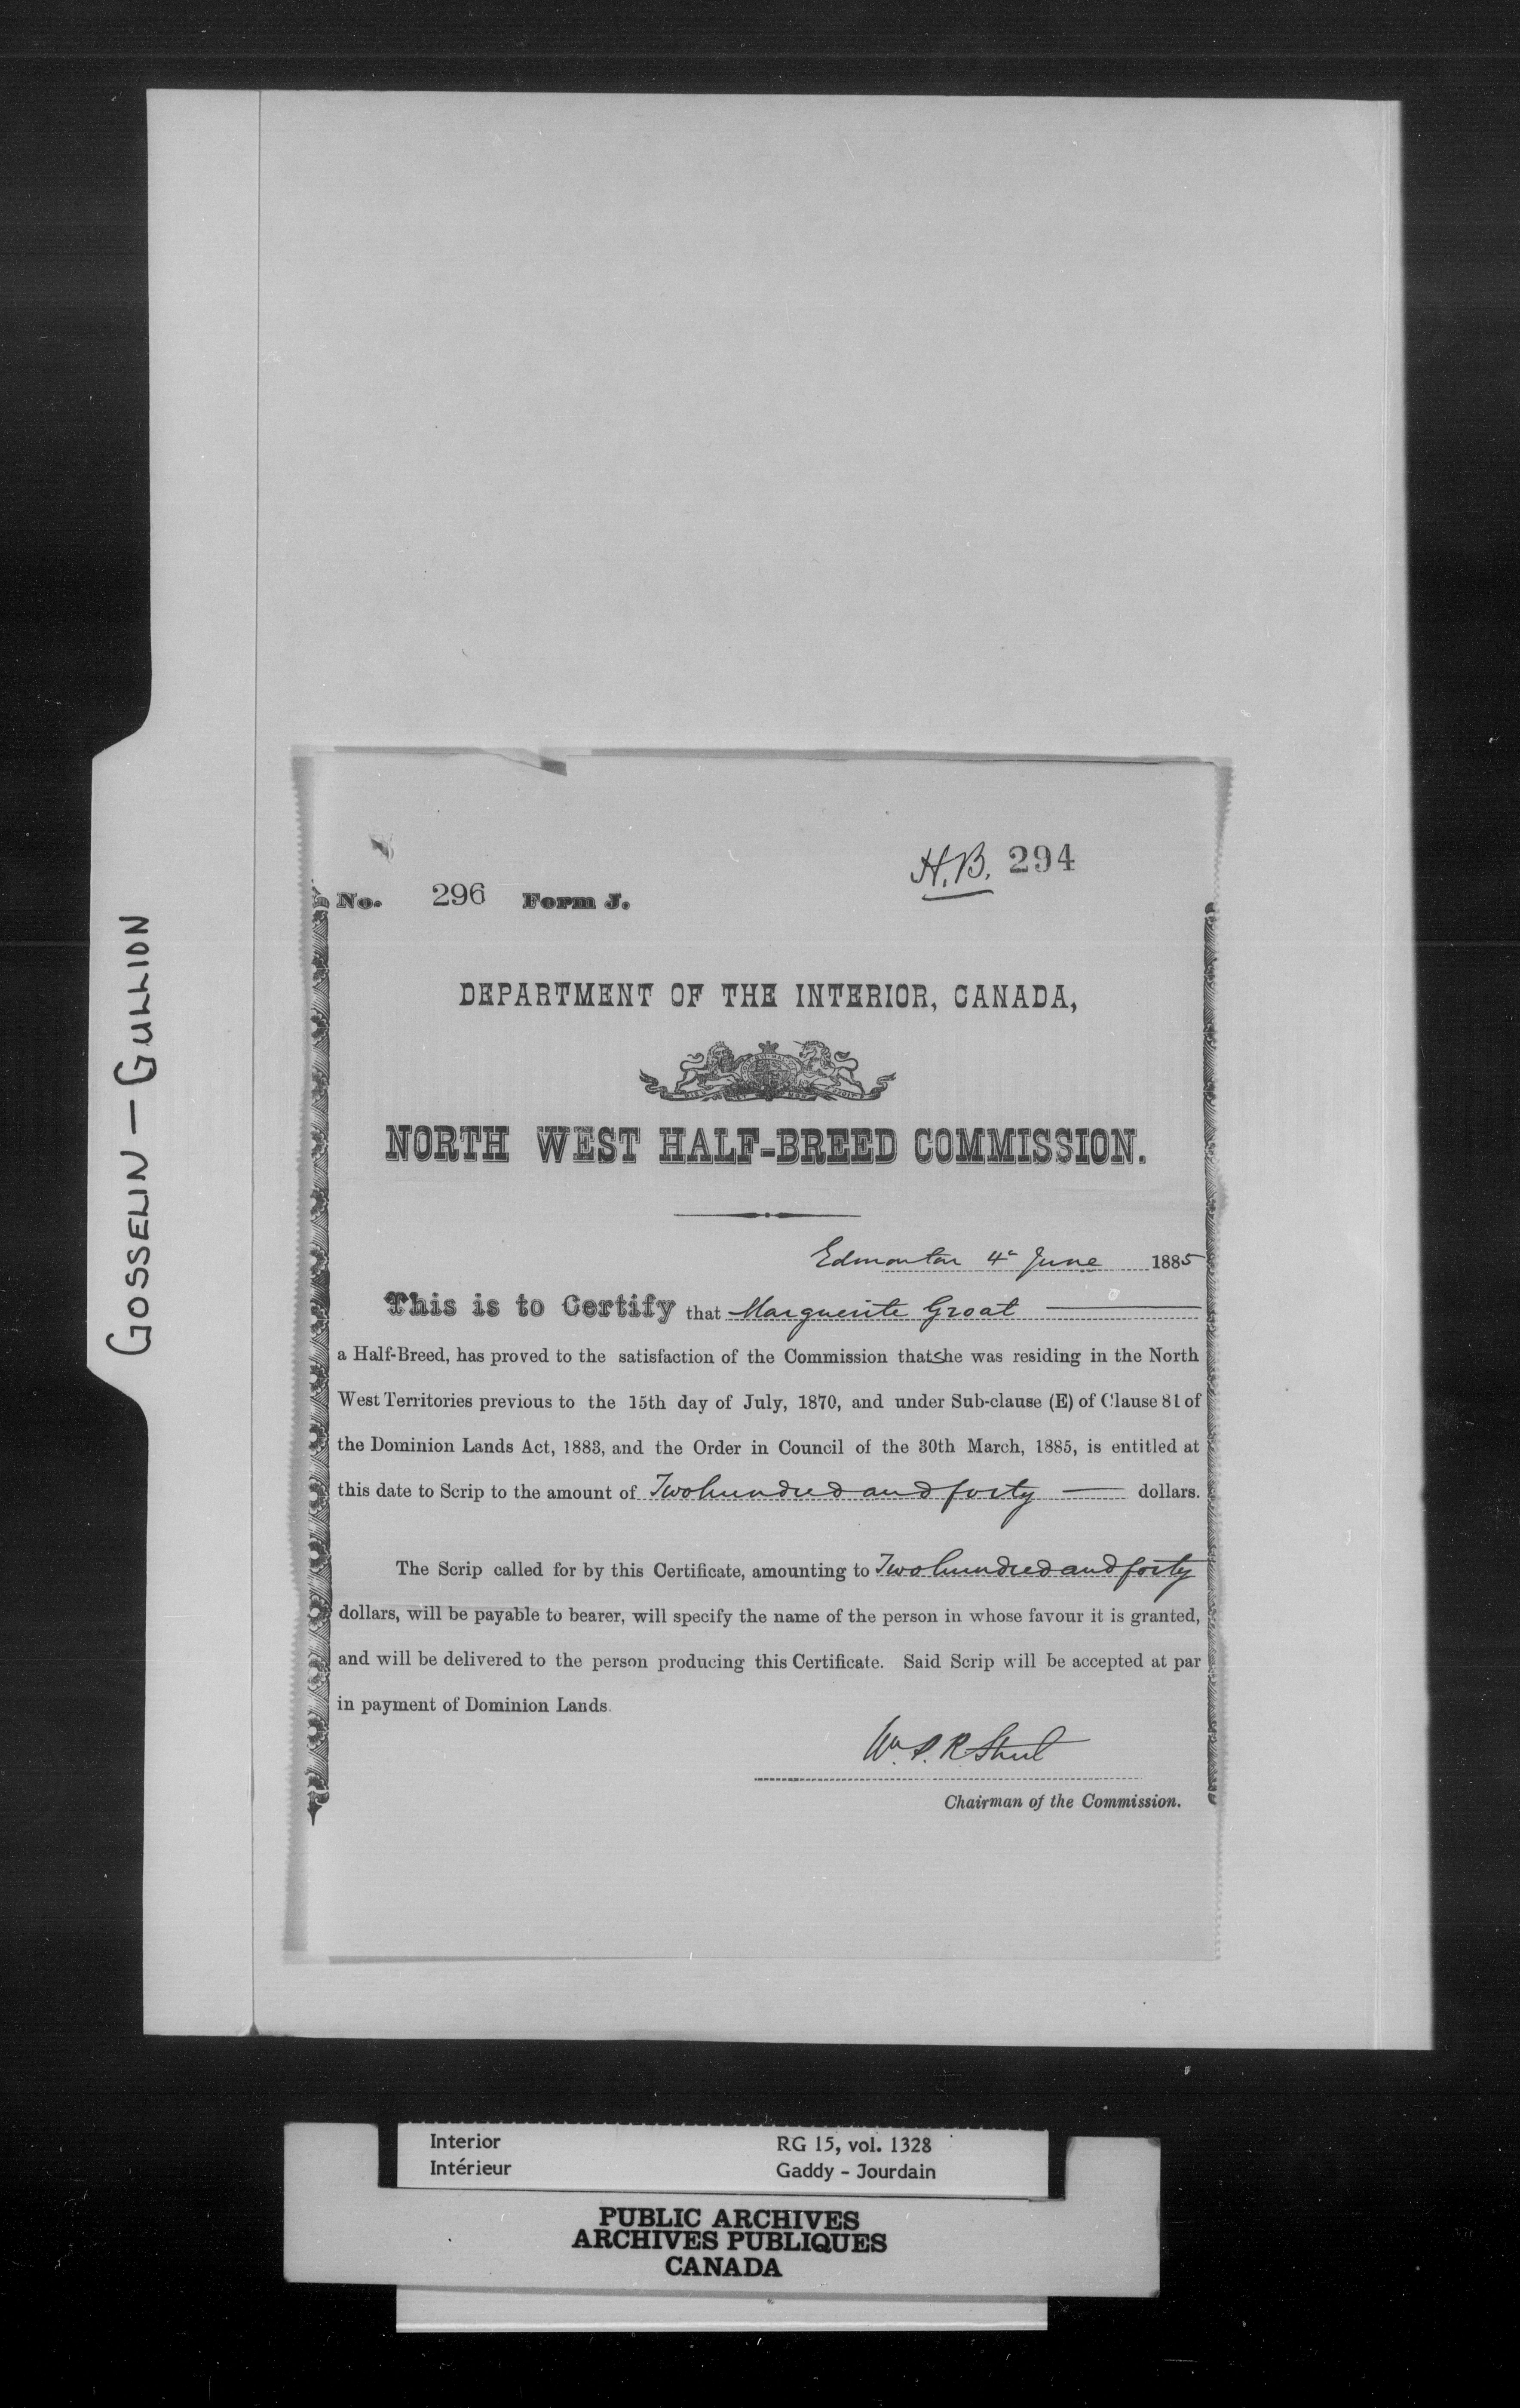 GOSSELIN — GULLION
H.B. 294
No. 296 Form J.
DEPARTMENT OF THE INTERIOR, CANADA,
NORTH WEST HALF-BREED COMMISSION.
Edmonton 4th June 1885
This is to Certify that Marguerite Groat
a Half-Breed, has proved to the satisfaction of the Commission that she was residing in the North
West Territories previous to the 15th day of July, 1870, and under Sub-clause (E) of Clause 81 of
the Dominion Lands Act, 1883, and the Order in Council of the 30th March, 1885, is entitled at
this date to Scrip to the amount of Two hundred and forty — dollars.
The Scrip called for by this Certificate, amounting to Two hundred and forty
dollars, will be payable to bearer, will specify the name of the person in whose favour it is granted,
and will be delivered to the person producing this Certificate. Said Scrip will be accepted at par
in payment of Dominion Lands.
Wm P. R. Street
Chairman of the Commission.
Interior RG 15, vol. 1328
Intérieur Gaddy - Jourdain
PUBLIC ARCHIVES
ARCHIVES PUBLIQUES
CANADA